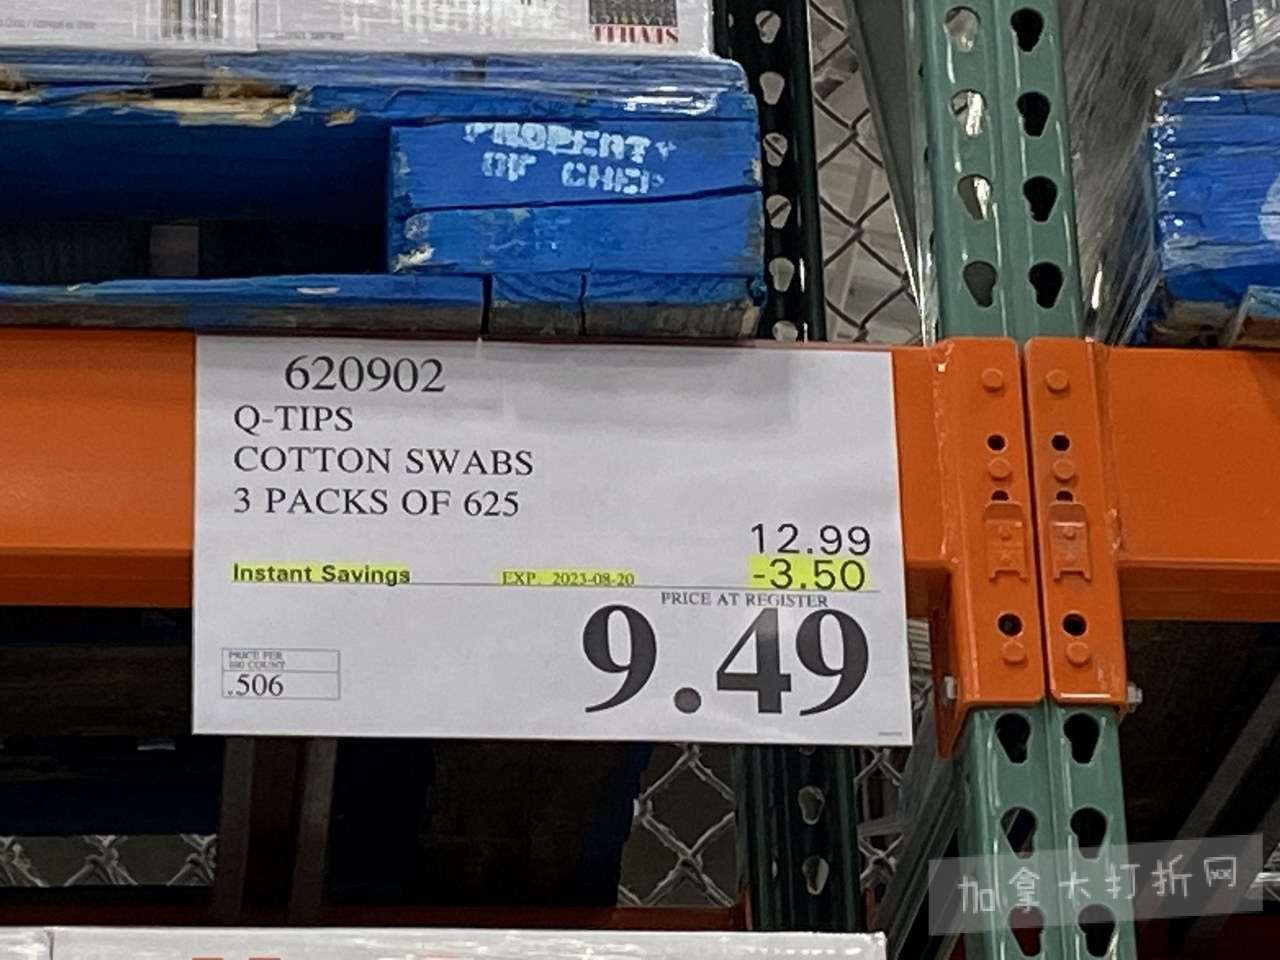 PROPERTY
OF CHEP
620902
Q-TIPS
COTTON SWABS
3 PACKS OF 625
12.99
Instant Savings EXP. 2023-08-20 -3.50
PRICE AT REGISTER
9.49
PRICE PER
100 COUNT
.506
加拿大打折网